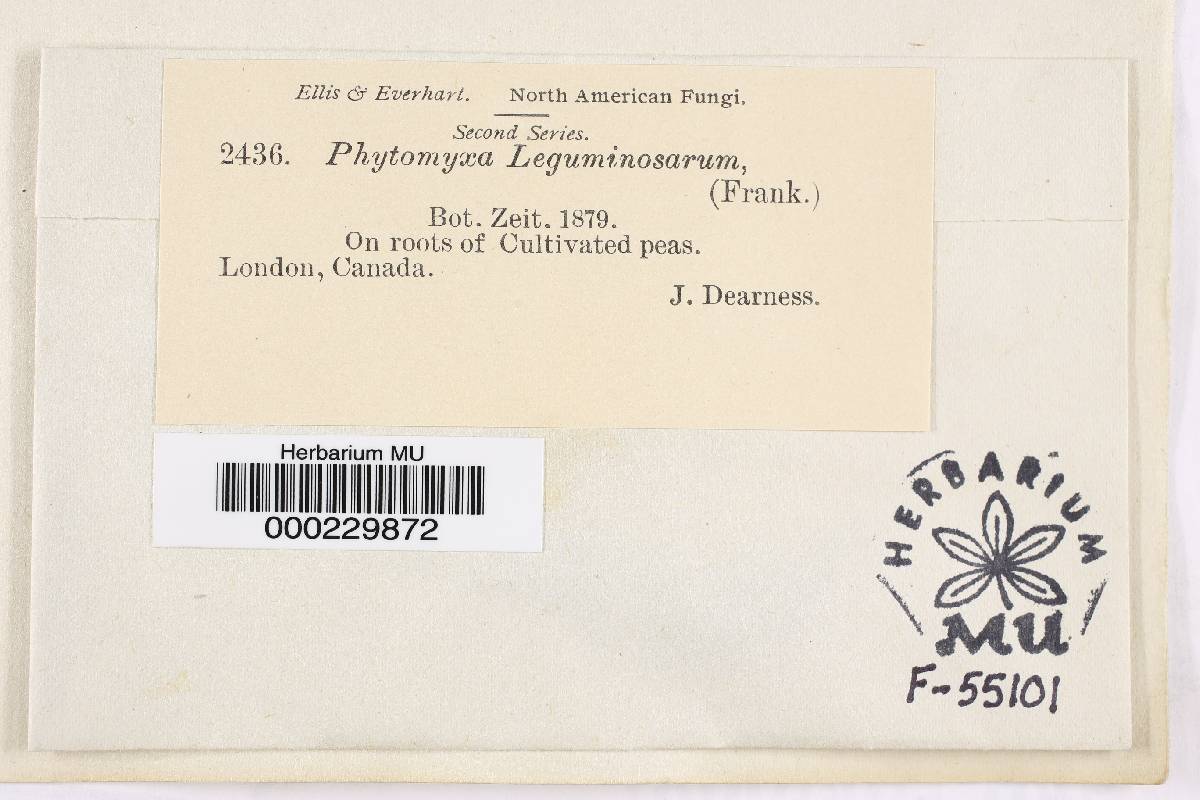 Ellis & Everhart. North American Fungi.
Second Series.
2436. Phytomyxa Leguminosarum,
(Frank.)
Bot. Zeit. 1879.
On roots of Cultivated peas.
London, Canada.
J. Dearness.
Herbarium MU
000229872
HERBARIUM
MU
F-55101